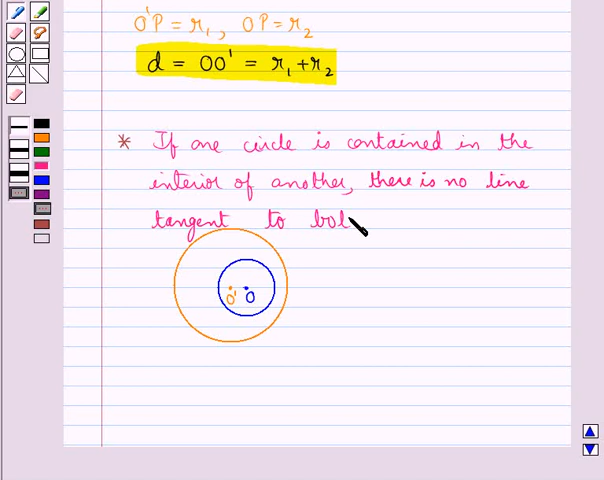 O'P = r₁, OP = r₂
d = OO' = r₁ + r₂
* If one circle is contained in the
interior of another, there is no line
tangent to bot
O' O